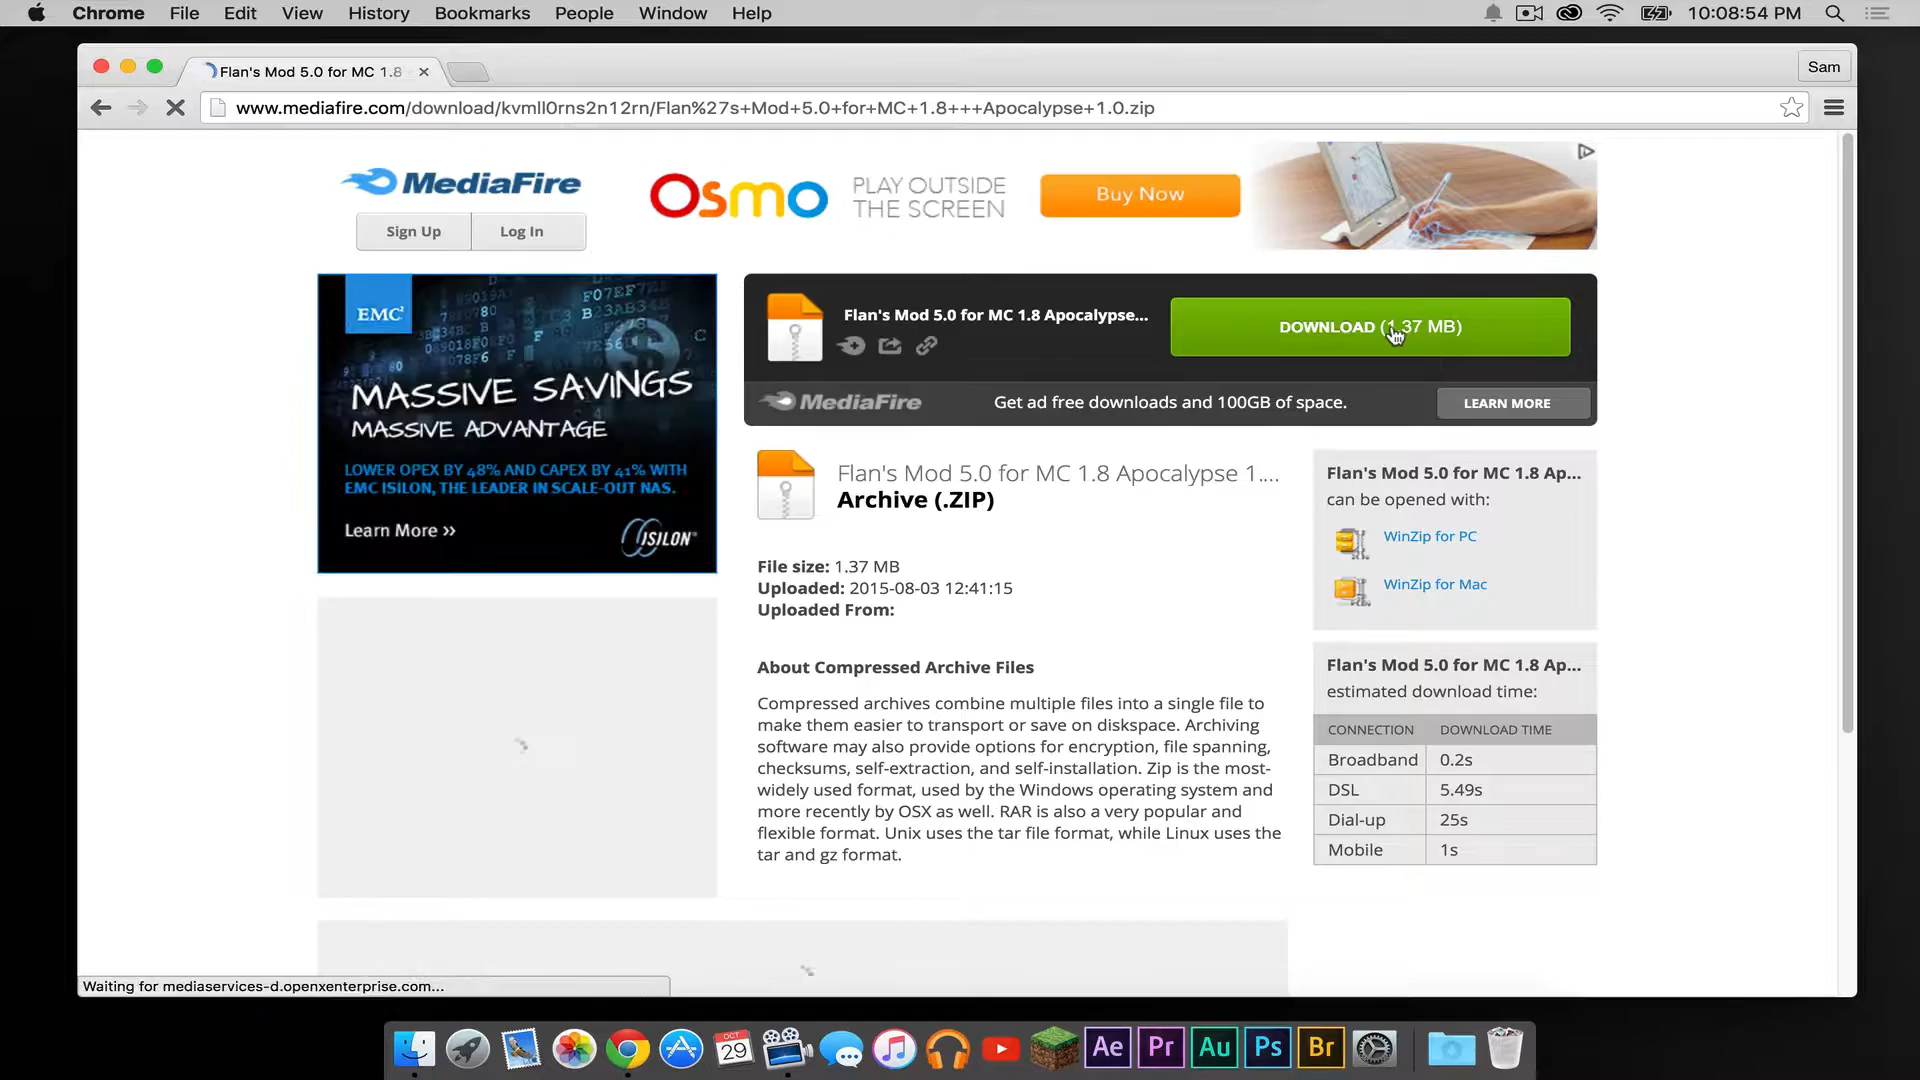 Chrome File Edit View History Bookmarks People Window Help 10:08:54 PM
Flan's Mod 5.0 for MC 1.8
Sam
www.mediafire.com/download/kvmll0rns2n12rn/Flan%27s+Mod+5.0+for+MC+1.8+++Apocalypse+1.0.zip
MediaFire
Sign Up Log In
Osmo
PLAY OUTSIDE
THE SCREEN
Buy Now
EMC²
MASSIVE SAVINGS
MASSIVE ADVANTAGE
LOWER OPEX BY 48% AND CAPEX BY 41% WITH
EMC ISILON, THE LEADER IN SCALE-OUT NAS.
Learn More >>
ISILON
Flan's Mod 5.0 for MC 1.8 Apocalypse...
DOWNLOAD (1.37 MB)
MediaFire
Get ad free downloads and 100GB of space.
LEARN MORE
Flan's Mod 5.0 for MC 1.8 Apocalypse 1....
Archive (.ZIP)
File size: 1.37 MB
Uploaded: 2015-08-03 12:41:15
Uploaded From:
About Compressed Archive Files
Compressed archives combine multiple files into a single file to
make them easier to transport or save on diskspace. Archiving
software may also provide options for encryption, file spanning,
checksums, self-extraction, and self-installation. Zip is the most-
widely used format, used by the Windows operating system and
more recently by OSX as well. RAR is also a very popular and
flexible format. Unix uses the tar file format, while Linux uses the
tar and gz format.
Flan's Mod 5.0 for MC 1.8 Ap...
can be opened with:
WinZip for PC
WinZip for Mac
Flan's Mod 5.0 for MC 1.8 Ap...
estimated download time:
CONNECTION DOWNLOAD TIME
Broadband 0.2s
DSL 5.49s
Dial-up 25s
Mobile 1s
Waiting for mediaservices-d.openxenterprise.com...
OCT
29
Ae Pr Au Ps Br